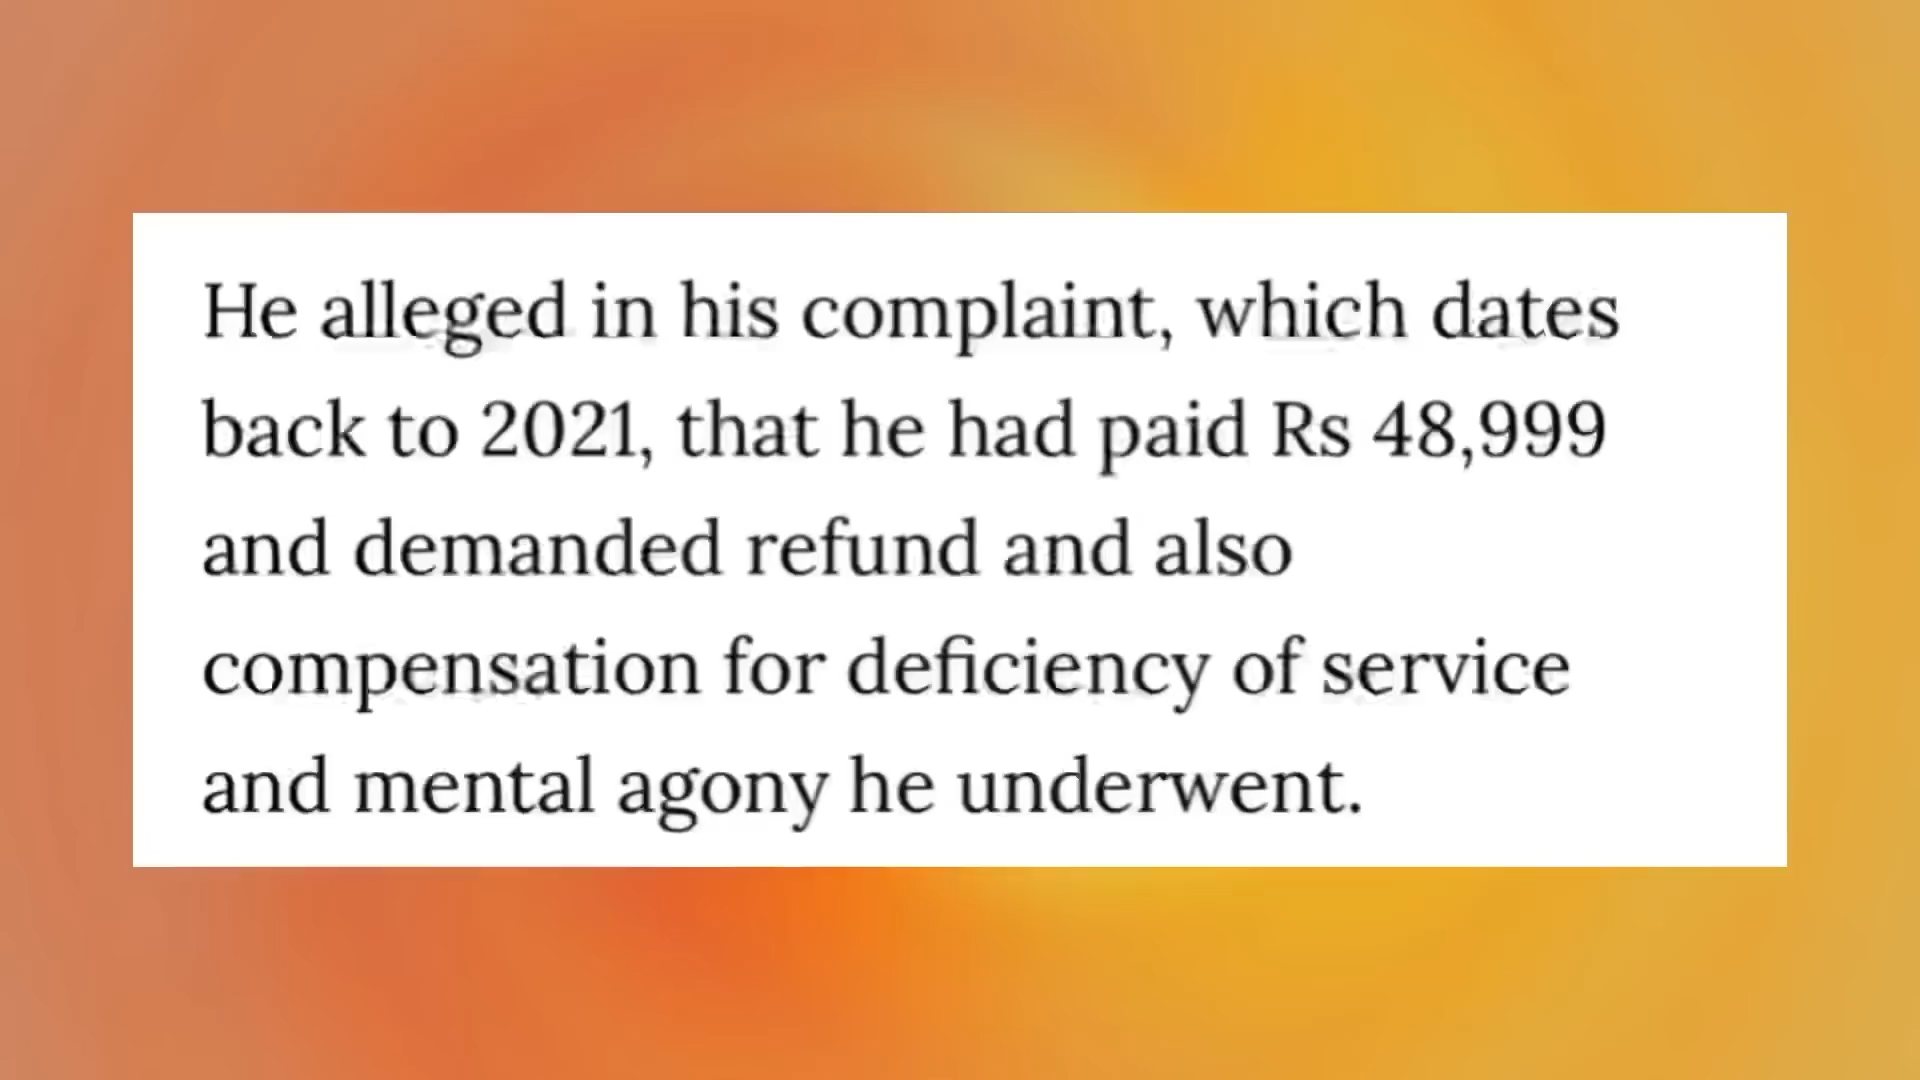 He alleged in his complaint, which dates
back to 2021, that he had paid Rs 48,999
and demanded refund and also
compensation for deficiency of service
and mental agony he underwent.